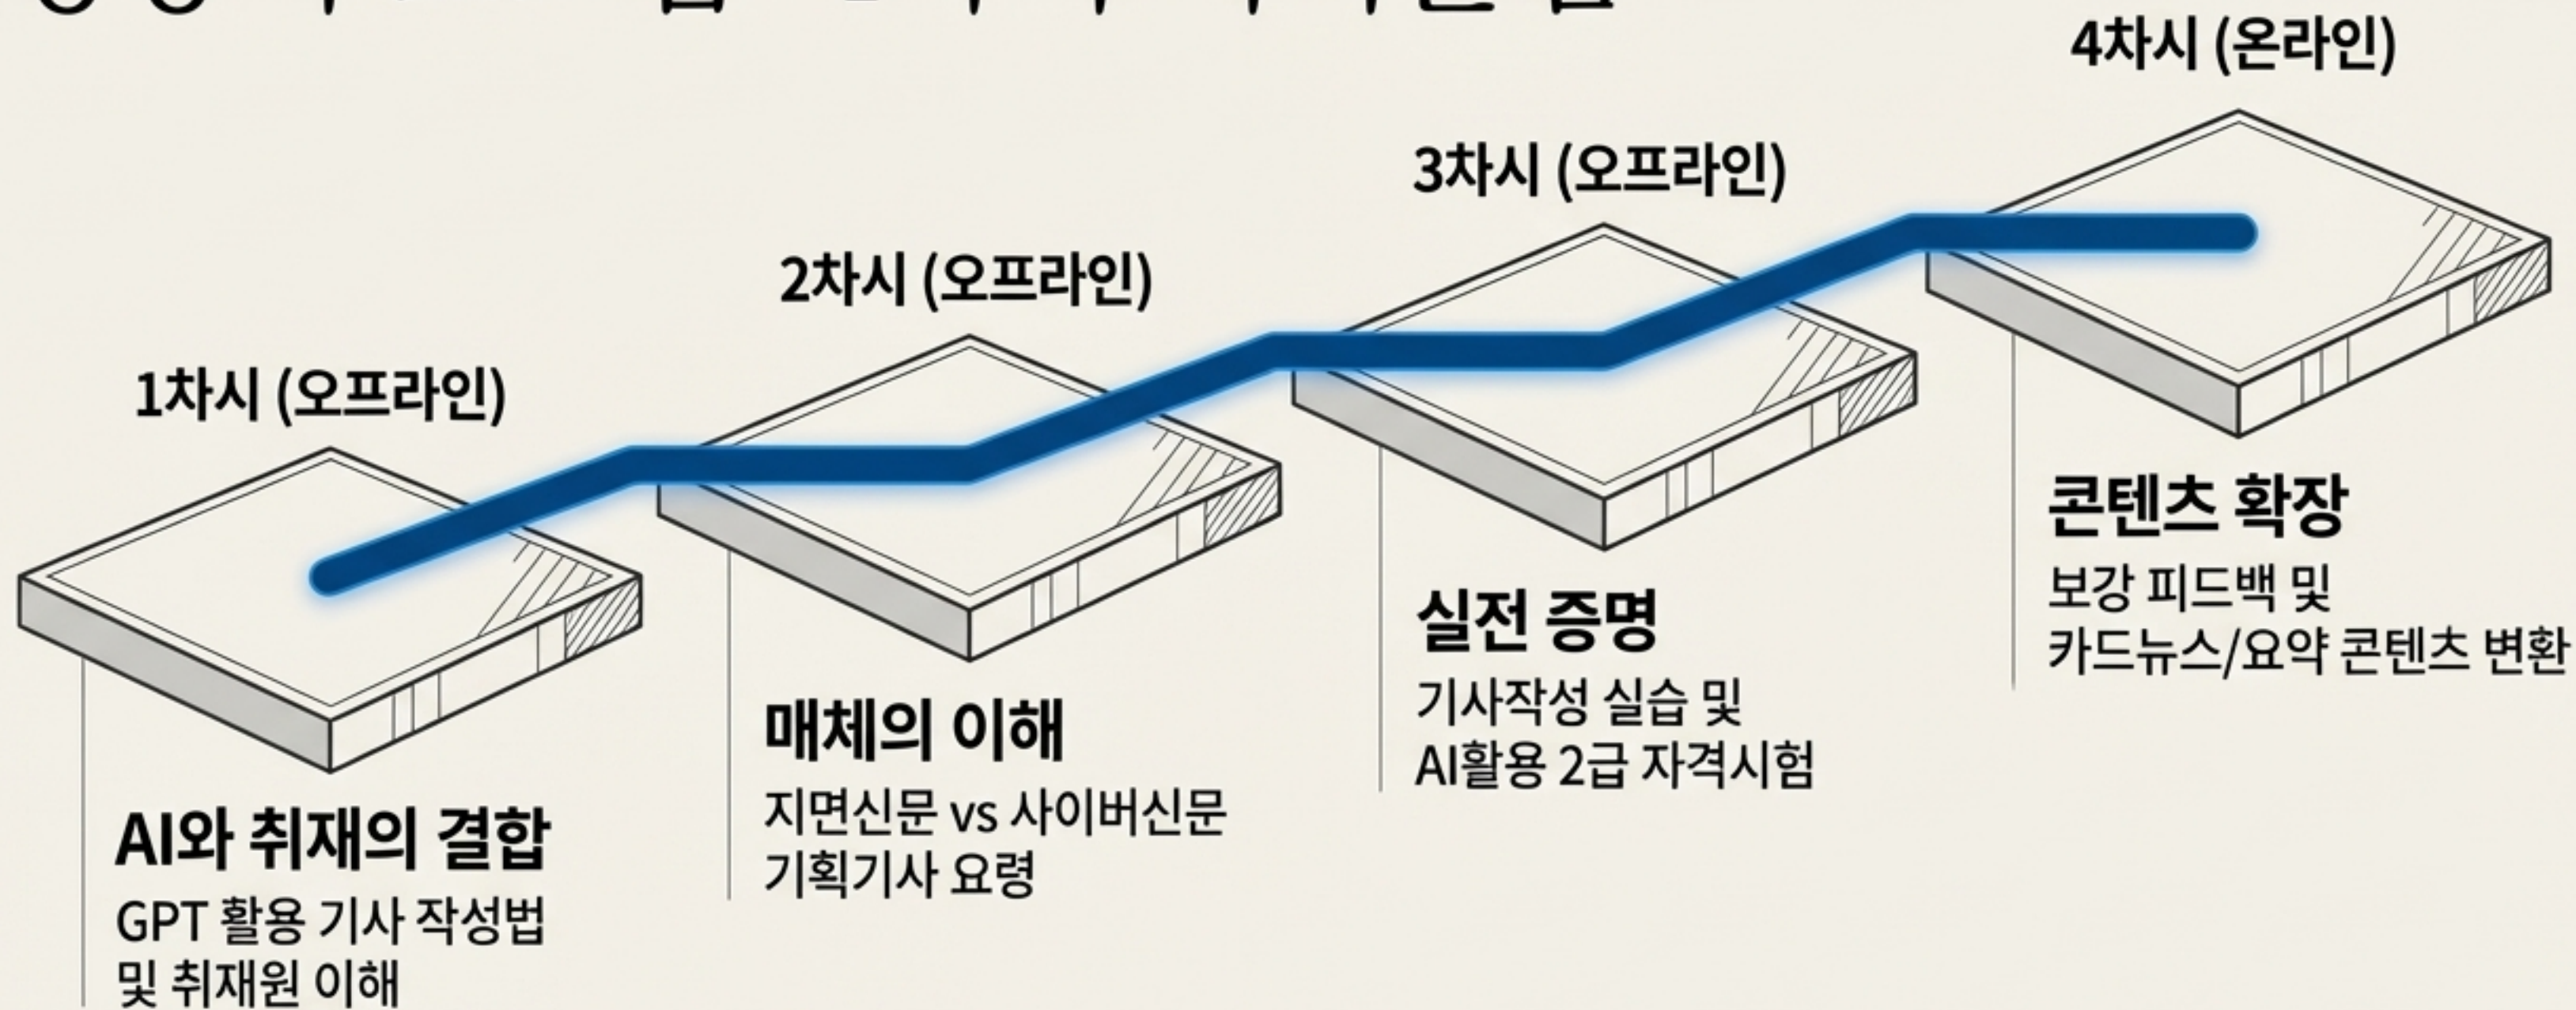 1차시 (오프라인)
AI와 취재의 결합
GPT 활용 기사 작성법
및 취재원 이해
2차시 (오프라인)
매체의 이해
지면신문 vs 사이버신문
기획기사 요령
3차시 (오프라인)
실전 증명
기사작성 실습 및
AI활용 2급 자격시험
4차시 (온라인)
콘텐츠 확장
보강 피드백 및
카드뉴스/요약 콘텐츠 변환